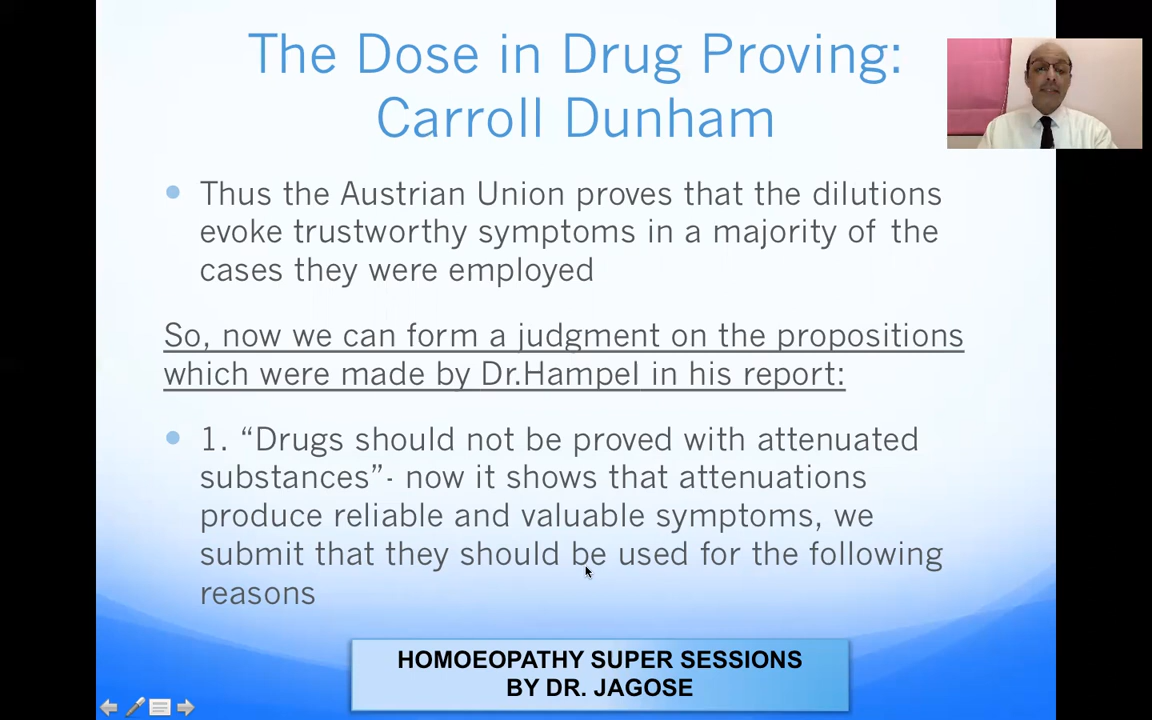 The Dose in Drug Proving:
Carroll Dunham
Thus the Austrian Union proves that the dilutions
evoke trustworthy symptoms in a majority of the
cases they were employed
So, now we can form a judgment on the propositions
which were made by Dr.Hampel in his report:
1. “Drugs should not be proved with attenuated
substances”- now it shows that attenuations
produce reliable and valuable symptoms, we
submit that they should be used for the following
reasons
HOMOEOPATHY SUPER SESSIONS
BY DR. JAGOSE